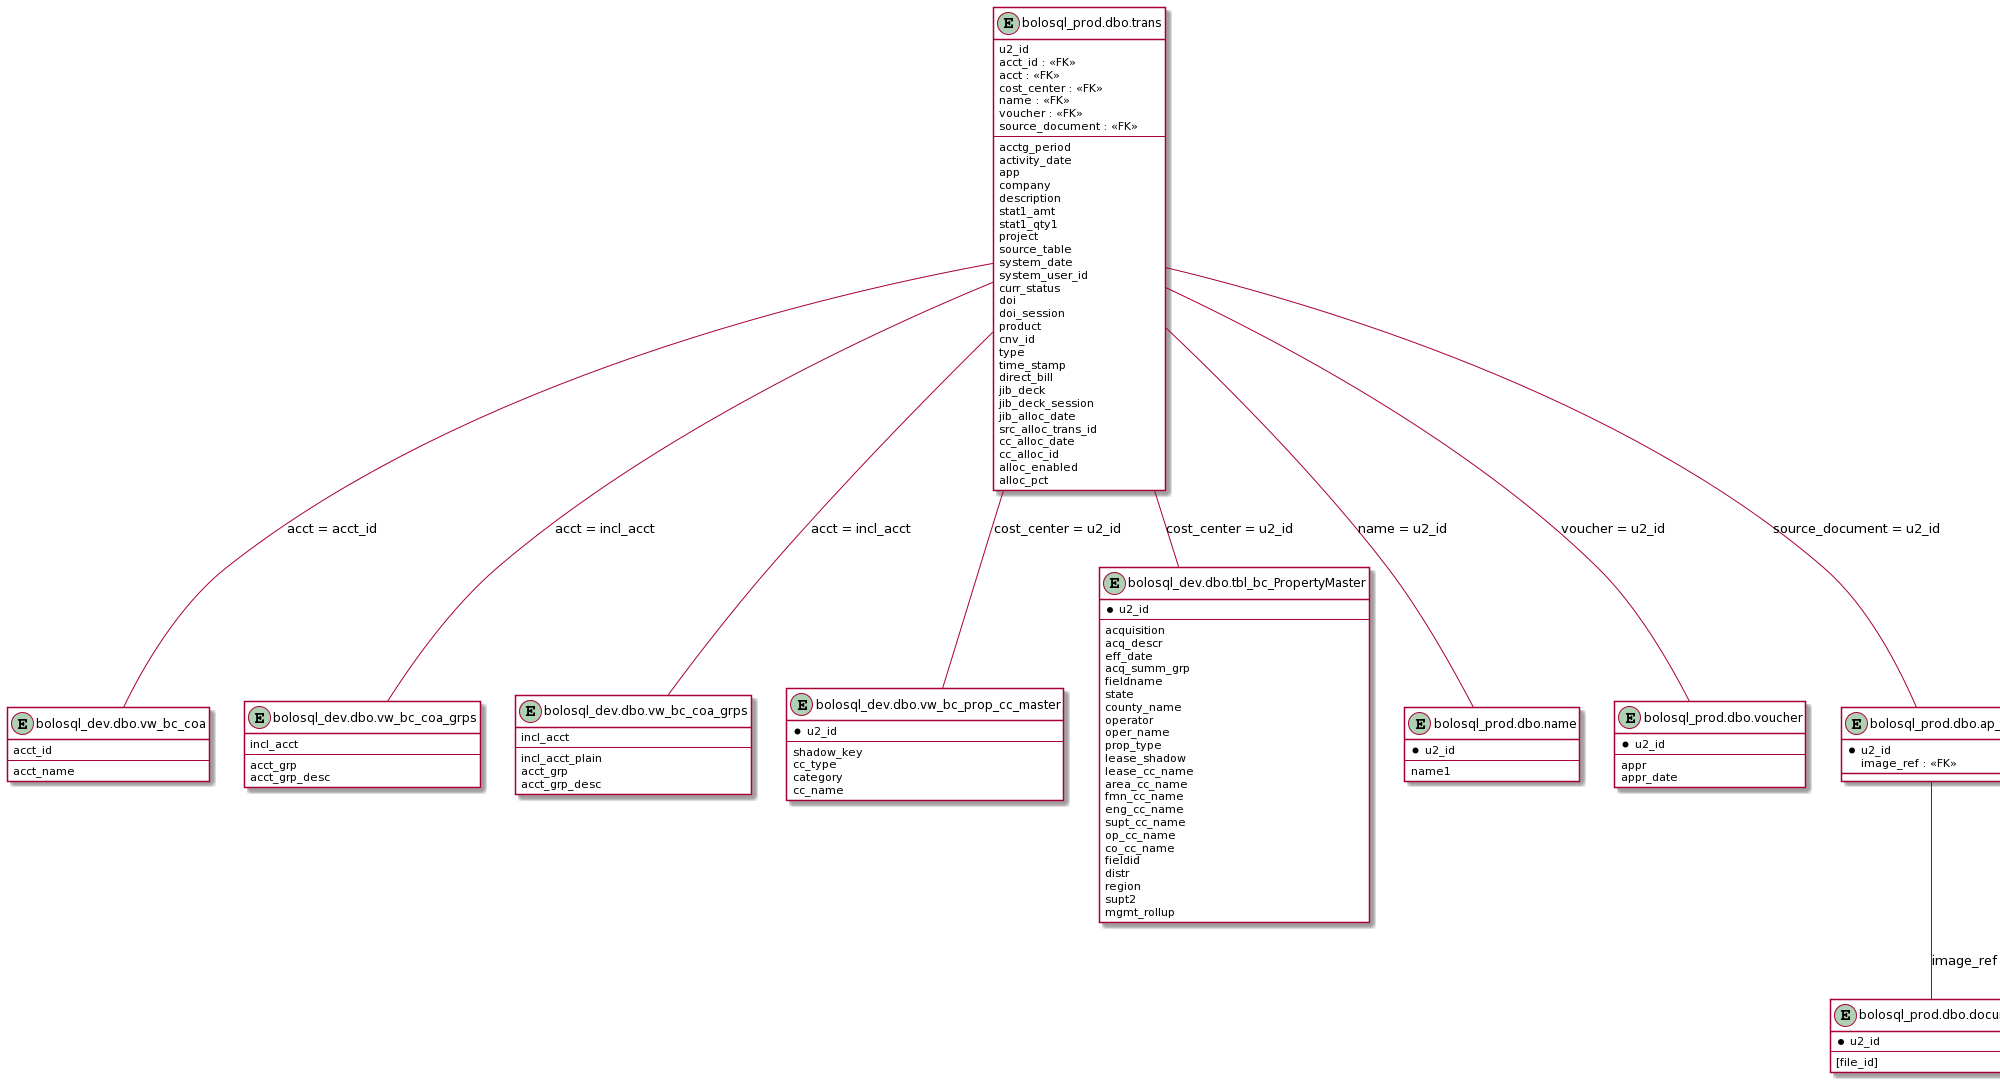 E bolosql_prod.dbo.trans
u2_id
acct_id : «FK»
acct : «FK»
cost_center : «FK»
name : «FK»
voucher : «FK»
source_document : «FK»
acctg_period
activity_date
app
company
description
stat1_amt
stat1_qty1
project
source_table
system_date
system_user_id
curr_status
doi
doi_session
product
cnv_id
type
time_stamp
direct_bill
jib_deck
jib_deck_session
jib_alloc_date
src_alloc_trans_id
cc_alloc_date
cc_alloc_id
alloc_enabled
alloc_pct
acct = acct_id
acct = incl_acct
acct = incl_acct
cost_center = u2_id
cost_center = u2_id
name = u2_id
voucher = u2_id
source_document = u2_id
E bolosql_dev.dbo.vw_bc_coa
acct_id
acct_name
E bolosql_dev.dbo.vw_bc_coa_grps
incl_acct
acct_grp
acct_grp_desc
E bolosql_dev.dbo.vw_bc_coa_grps
incl_acct
incl_acct_plain
acct_grp
acct_grp_desc
E bolosql_dev.dbo.vw_bc_prop_cc_master
u2_id
shadow_key
cc_type
category
cc_name
E bolosql_dev.dbo.tbl_bc_PropertyMaster
u2_id
acquisition
acq_descr
eff_date
acq_summ_grp
fieldname
state
county_name
operator
oper_name
prop_type
lease_shadow
lease_cc_name
area_cc_name
fmn_cc_name
eng_cc_name
supt_cc_name
op_cc_name
co_cc_name
fieldid
distr
region
supt2
mgmt_rollup
E bolosql_prod.dbo.name
u2_id
name1
E bolosql_prod.dbo.voucher
u2_id
appr
appr_date
E bolosql_prod.dbo.ap_
u2_id
image_ref : «FK»
image_ref
E bolosql_prod.dbo.docu
u2_id
[file_id]